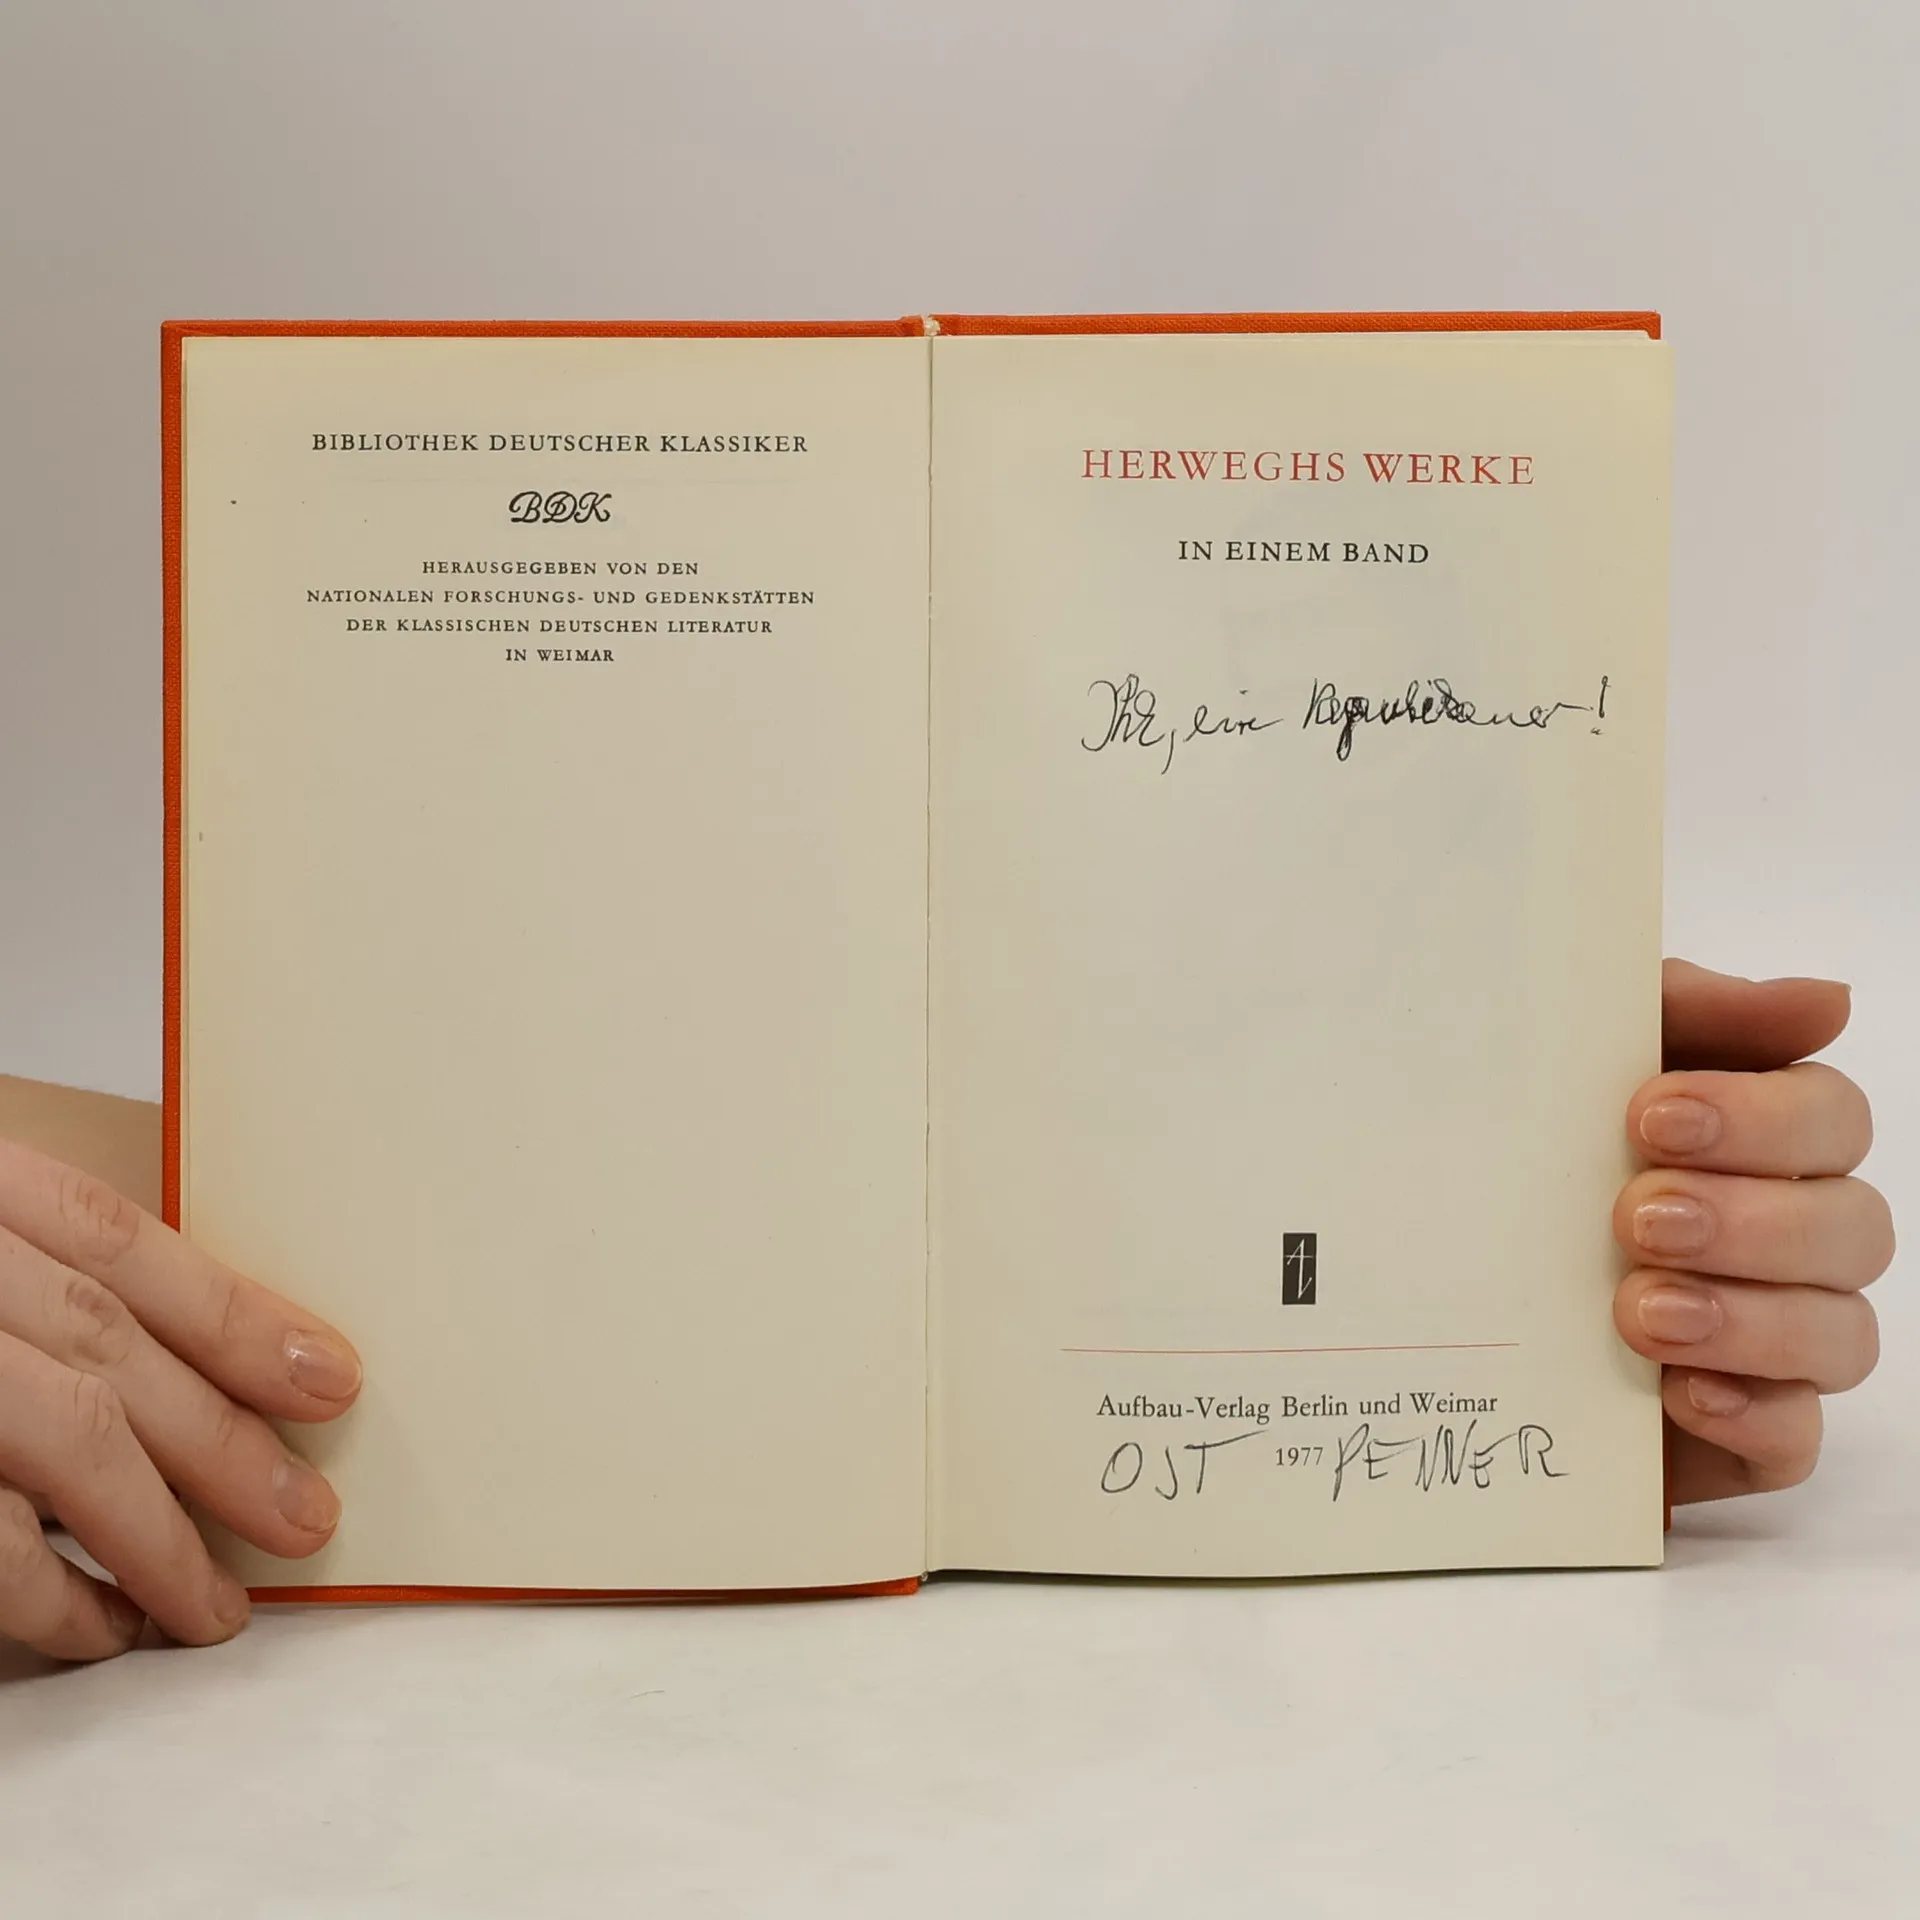 BIBLIOTHEK DEUTSCHER KLASSIKER
BDK
HERAUSGEGEBEN VON DEN
NATIONALEN FORSCHUNGS- UND GEDENKSTÄTTEN
DER KLASSISCHEN DEUTSCHEN LITERATUR
IN WEIMAR
HERWEGHS WERKE
IN EINEM BAND
ein Republikaner!
Aufbau-Verlag Berlin und Weimar
OST 1977 PENNER